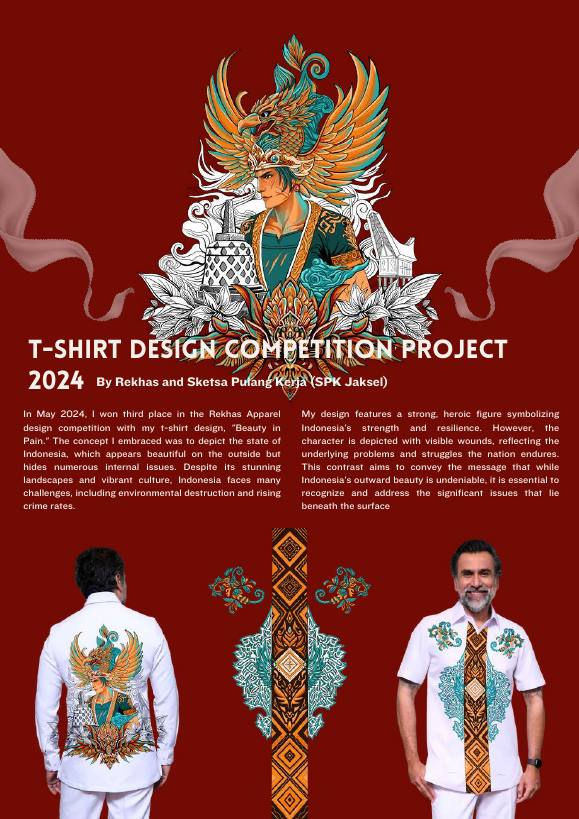 T-SHIRT DESIGN COMPETITION PROJECT
2024 By Rekhas and Sketsa Pulang Kerja (SPK Jaksel)
In May 2024, I won third place in the Rekhas Apparel
design competition with my t-shirt design, "Beauty in
Pain." The concept I embraced was to depict the state of
Indonesia, which appears beautiful on the outside but
hides numerous internal issues. Despite its stunning
landscapes and vibrant culture, Indonesia faces many
challenges, including environmental destruction and rising
crime rates.
My design features a strong, heroic figure symbolizing
Indonesia's strength and resilience. However, the
character is depicted with visible wounds, reflecting the
underlying problems and struggles the nation endures.
This contrast aims to convey the message that while
Indonesia's outward beauty is undeniable, it is essential to
recognize and address the significant issues that lie
beneath the surface